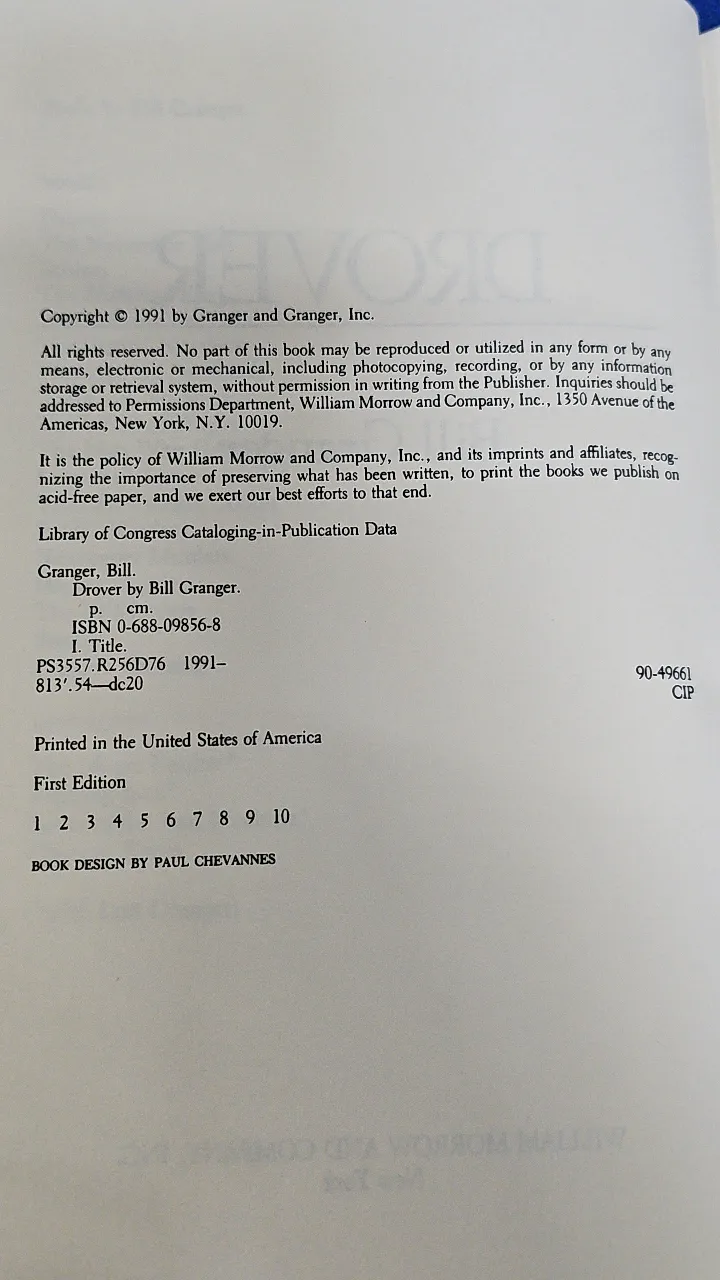 Copyright © 1991 by Granger and Granger, Inc.
All rights reserved. No part of this book may be reproduced or utilized in any form or by any
means, electronic or mechanical, including photocopying, recording, or by any information
storage or retrieval system, without permission in writing from the Publisher. Inquiries should be
addressed to Permissions Department, William Morrow and Company, Inc., 1350 Avenue of the
Americas, New York, N.Y. 10019.
It is the policy of William Morrow and Company, Inc., and its imprints and affiliates, recog-
nizing the importance of preserving what has been written, to print the books we publish on
acid-free paper, and we exert our best efforts to that end.
Library of Congress Cataloging-in-Publication Data
Granger, Bill.
Drover by Bill Granger.
p. cm.
ISBN 0-688-09856-8
I. Title.
PS3557.R256D76 1991–
813'.54—dc20
90-49661
CIP
Printed in the United States of America
First Edition
1 2 3 4 5 6 7 8 9 10
BOOK DESIGN BY PAUL CHEVANNES
DROVER
WILLIAM MORROW AND COMPANY, INC.
New York